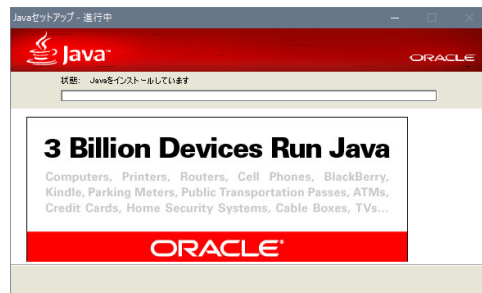 Javaセットアップ - 進行中
Java™
ORACLE
状態: Javaをインストールしています
3 Billion Devices Run Java
Computers, Printers, Routers, Cell Phones, BlackBerry,
Kindle, Parking Meters, Public Transportation Passes, ATMs,
Credit Cards, Home Security Systems, Cable Boxes, TVs...
ORACLE®